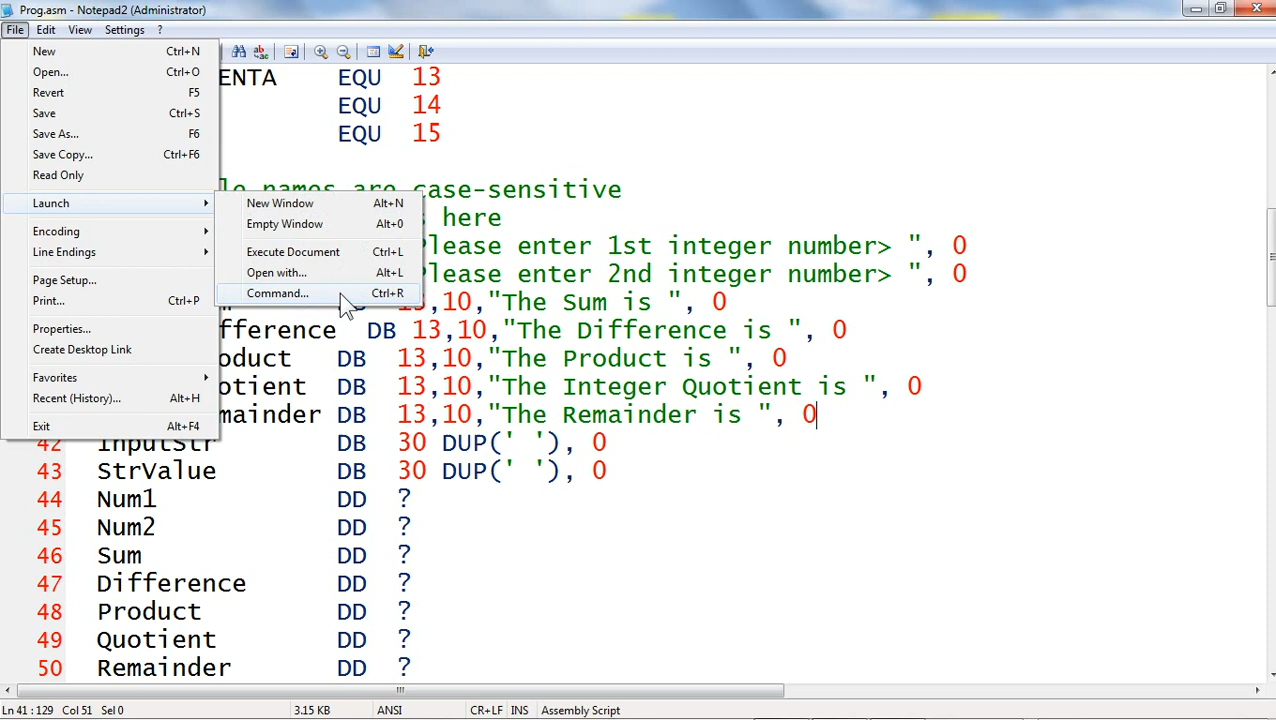 Prog.asm - Notepad2 (Administrator)
File Edit View Settings ?
New Ctrl+N
Open... Ctrl+O
Revert F5
Save Ctrl+S
Save As... F6
Save Copy... Ctrl+F6
Read Only
Launch
Encoding
Line Endings
Page Setup...
Print... Ctrl+P
Properties...
Create Desktop Link
Favorites
Recent (History)... Alt+H
Exit Alt+F4
New Window Alt+N
Empty Window Alt+0
Execute Document Ctrl+L
Open with... Alt+L
Command... Ctrl+R
ENTA EQU 13
EQU 14
EQU 15
le names are case-sensitive
s here
Please enter 1st integer number> ", 0
Please enter 2nd integer number> ", 0
13,10,"The Sum is ", 0
fference DB 13,10,"The Difference is ", 0
oduct DB 13,10,"The Product is ", 0
otient DB 13,10,"The Integer Quotient is ", 0
mainder DB 13,10,"The Remainder is ", 0
42 InputStr DB 30 DUP(' '), 0
43 StrValue DB 30 DUP(' '), 0
44 Num1 DD ?
45 Num2 DD ?
46 Sum DD ?
47 Difference DD ?
48 Product DD ?
49 Quotient DD ?
50 Remainder DD ?
Ln 41 : 129 Col 51 Sel 0 3.15 KB ANSI CR+LF INS Assembly Script